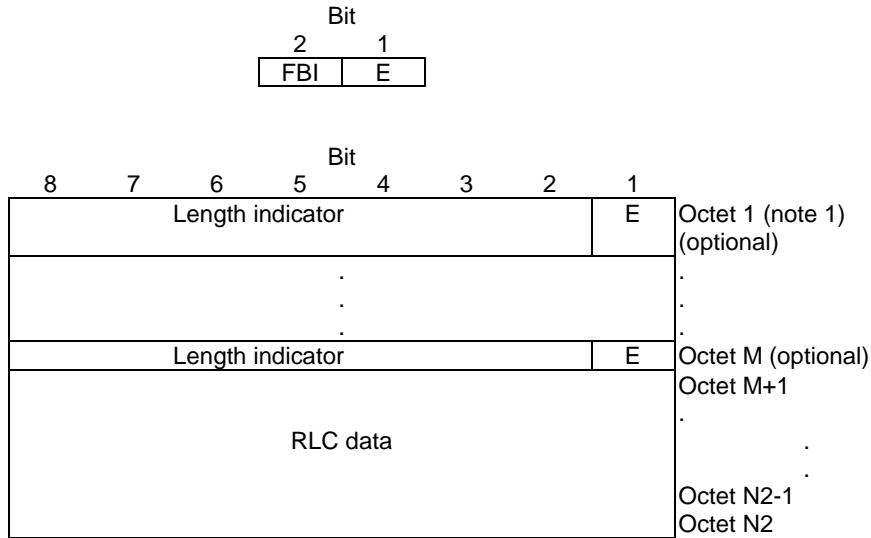 Bit
2 1
FBI E
Bit
8 7 6 5 4 3 2 1
Length indicator E Octet 1 (note 1)
(optional)
. .
. .
. .
Length indicator E Octet M (optional)
Octet M+1
.
RLC data .
.
Octet N2-1
Octet N2